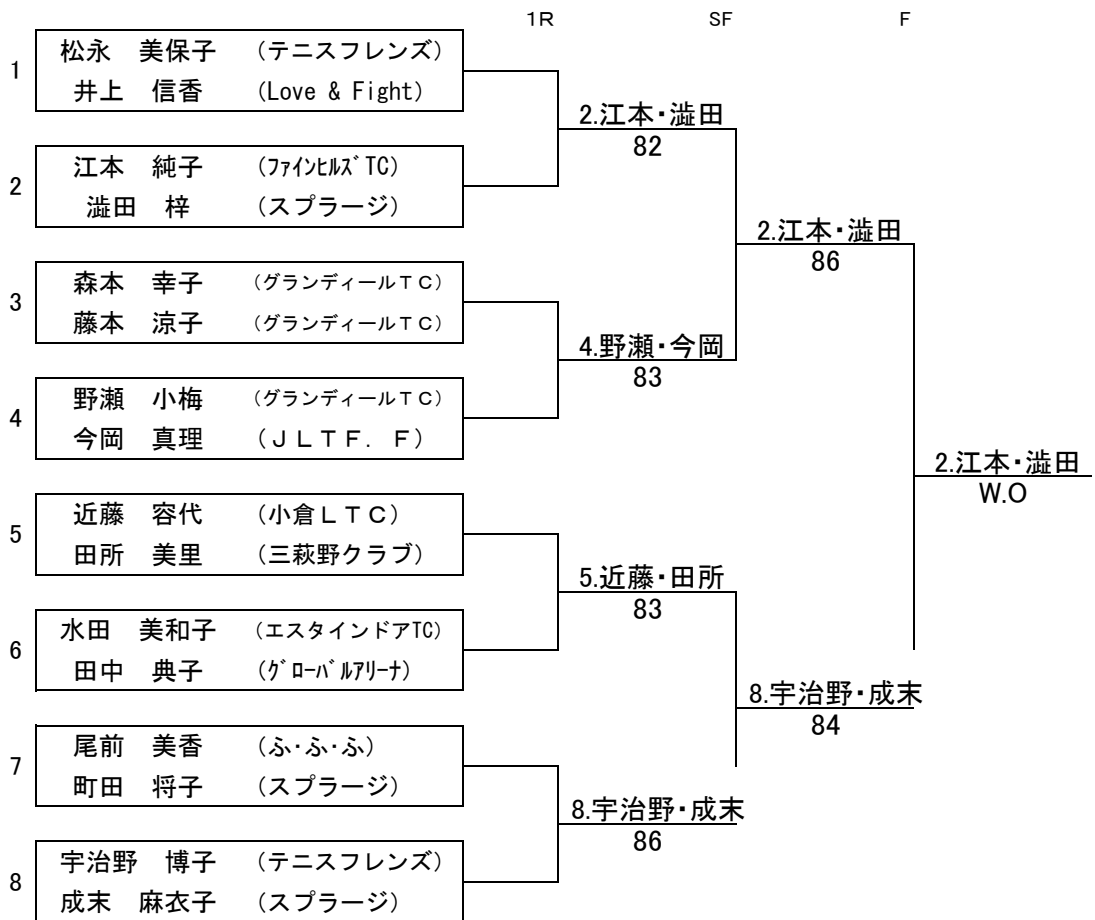 1R SF F
1 松永 美保子 (テニスフレンズ)
井上 信香 (Love & Fight)
2.江本・澁田
82
2 江本 純子 (ファインヒルズTC)
澁田 梓 (スプラージ)
2.江本・澁田
86
3 森本 幸子 (グランディールTC)
藤本 涼子 (グランディールTC)
4.野瀬・今岡
83
4 野瀬 小梅 (グランディールTC)
今岡 真理 (JLTF. F)
2.江本・澁田
W.O
5 近藤 容代 (小倉LTC)
田所 美里 (三萩野クラブ)
5.近藤・田所
83
6 水田 美和子 (エスタインドアTC)
田中 典子 (グローバルアリーナ)
8.宇治野・成末
84
7 尾前 美香 (ふ・ふ・ふ)
町田 将子 (スプラージ)
8.宇治野・成末
86
8 宇治野 博子 (テニスフレンズ)
成末 麻衣子 (スプラージ)